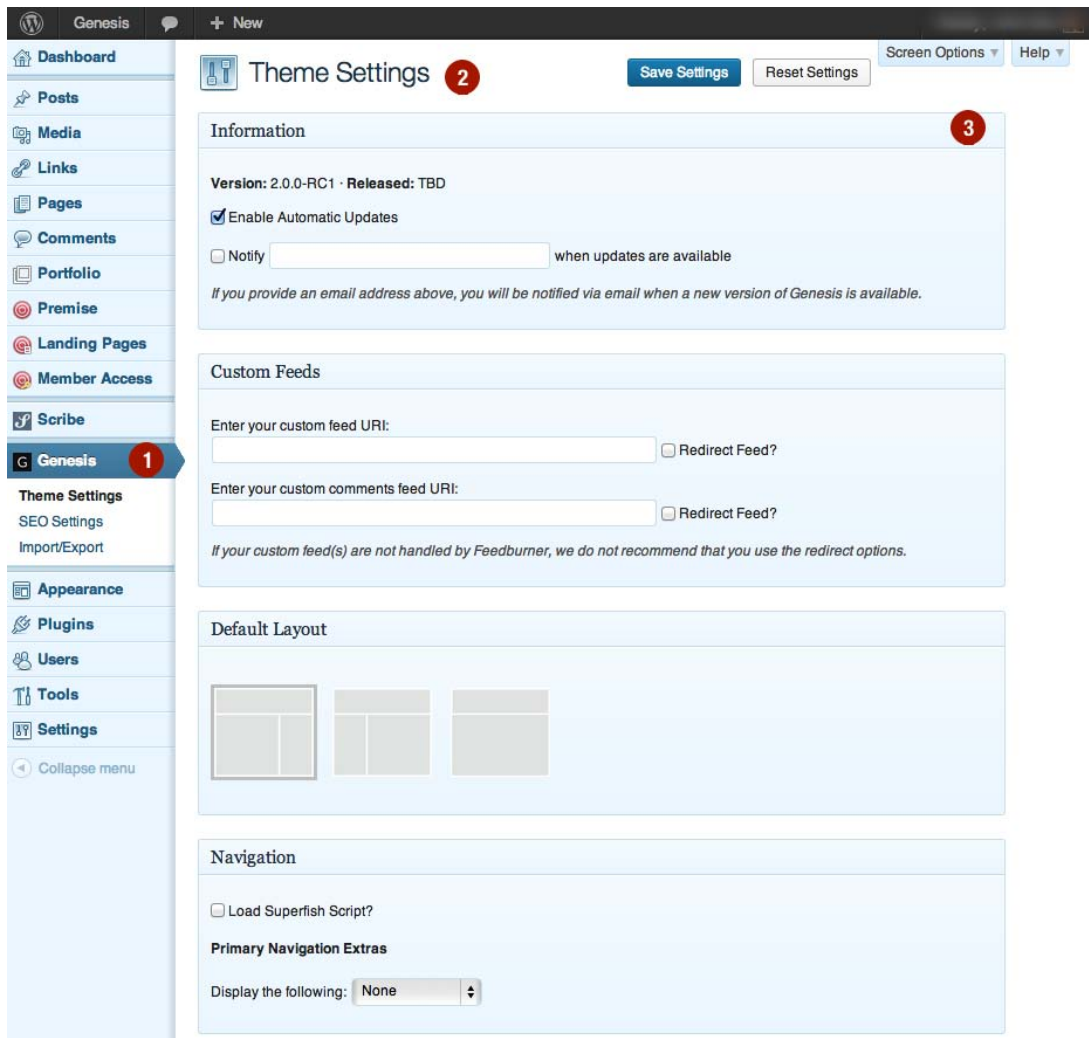 Genesis
+ New
Dashboard
Posts
Media
Links
Pages
Comments
Portfolio
Premise
Landing Pages
Member Access
Scribe
G Genesis 1
Theme Settings
SEO Settings
Import/Export
Appearance
Plugins
Users
Tools
Settings
Collapse menu
Screen Options ▼ Help ▼
Theme Settings 2 Save Settings Reset Settings
Information 3
Version: 2.0.0-RC1 · Released: TBD
Enable Automatic Updates
Notify when updates are available
If you provide an email address above, you will be notified via email when a new version of Genesis is available.
Custom Feeds
Enter your custom feed URI:
Redirect Feed?
Enter your custom comments feed URI:
Redirect Feed?
If your custom feed(s) are not handled by Feedburner, we do not recommend that you use the redirect options.
Default Layout
Navigation
Load Superfish Script?
Primary Navigation Extras
Display the following: None